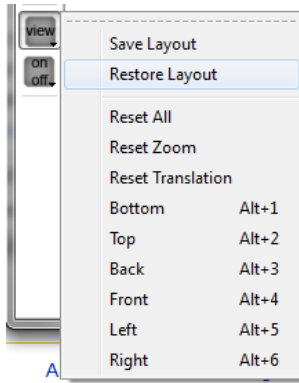 view
on
off
Save Layout
Restore Layout
Reset All
Reset Zoom
Reset Translation
Bottom Alt+1
Top Alt+2
Back Alt+3
Front Alt+4
Left Alt+5
Right Alt+6